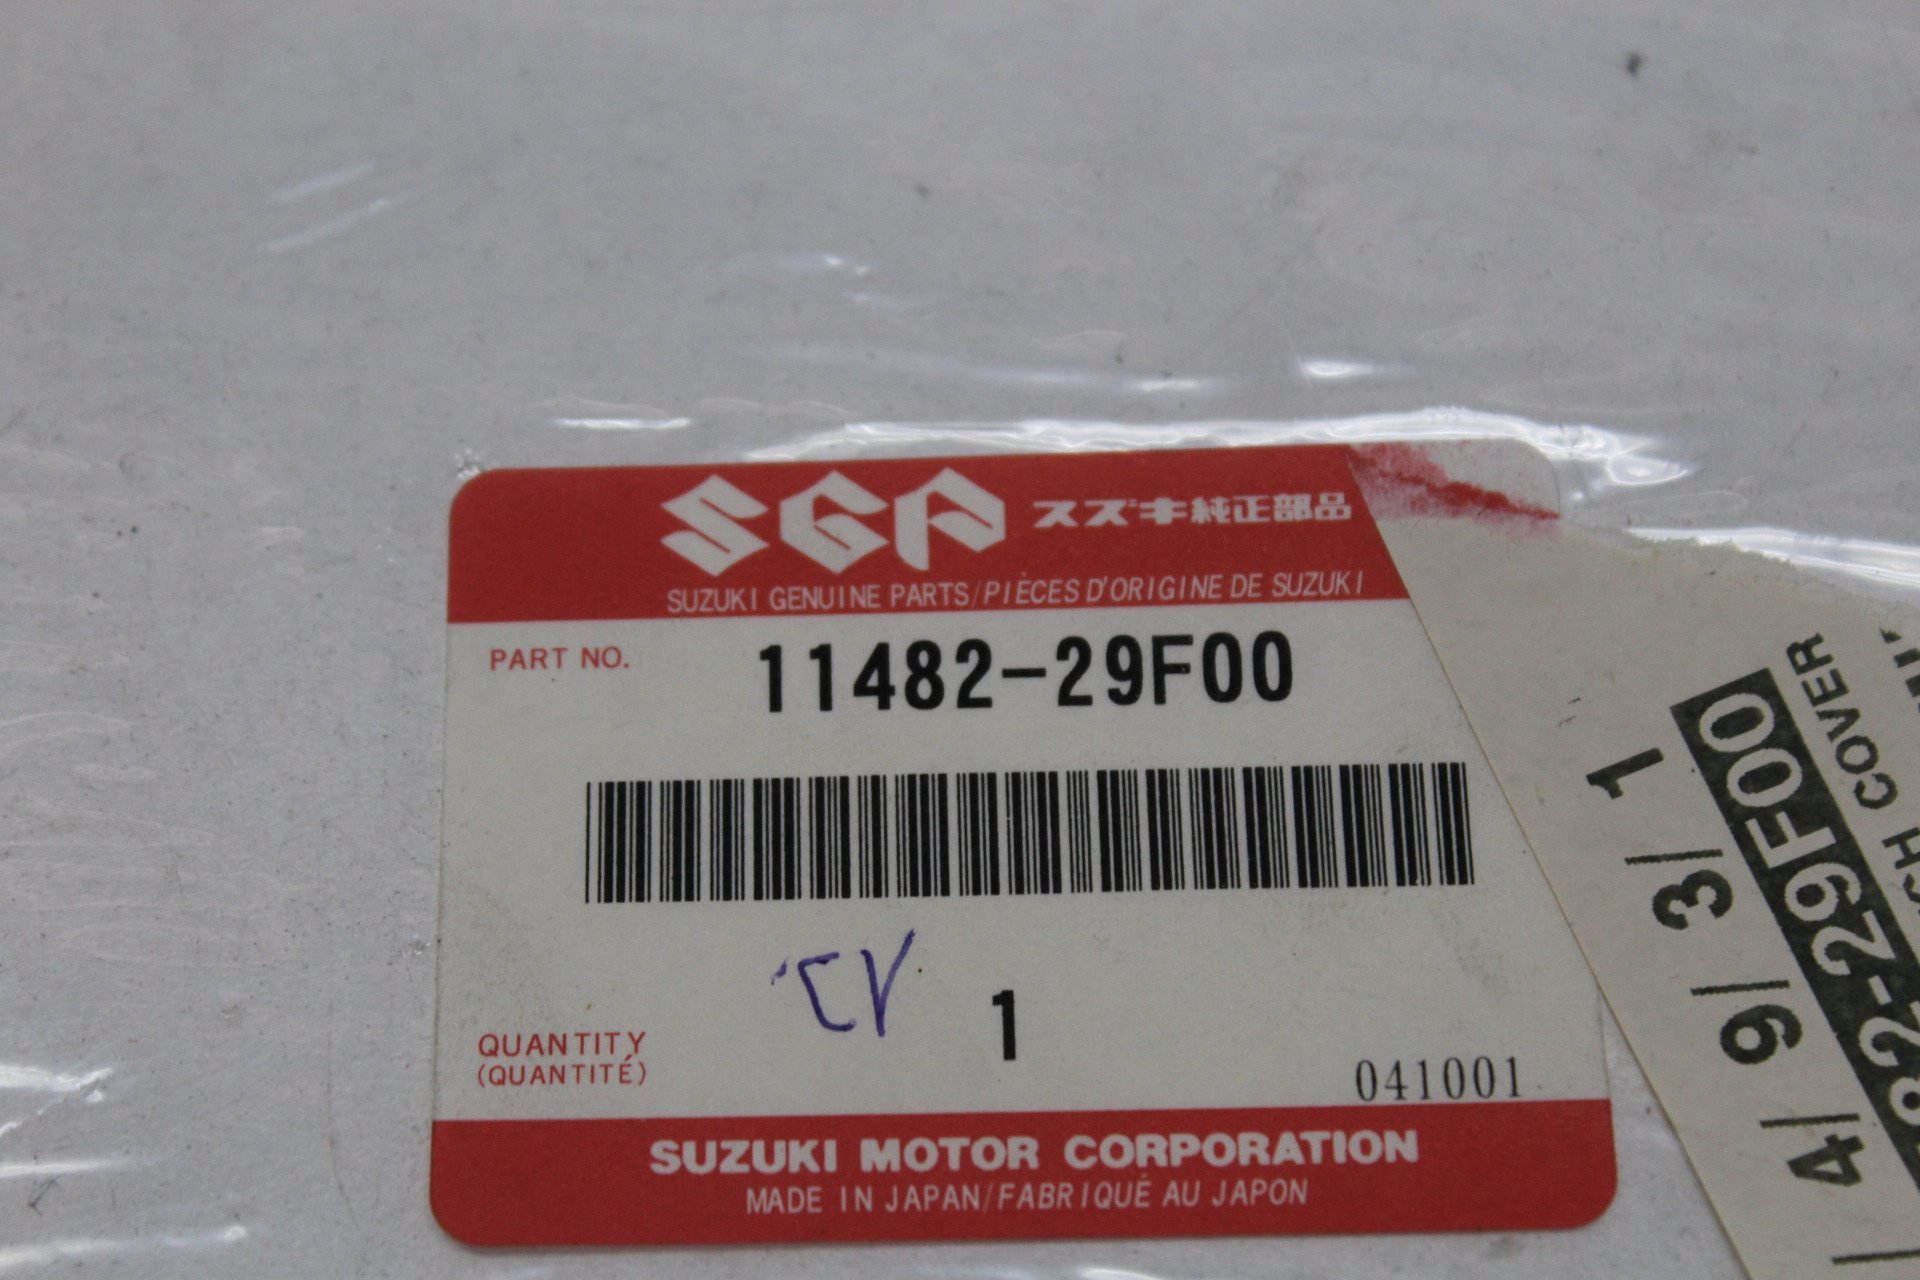 SGP スズキ純正部品
SUZUKI GENUINE PARTS/PIÈCES D'ORIGINE DE SUZUKI
PART NO. 11482-29F00
QUANTITY
(QUANTITÉ)
1
041001
SUZUKI MOTOR CORPORATION
MADE IN JAPAN/FABRIQUÉ AU JAPON
COVER
82-29F00
4/ 9/ 3/ 1